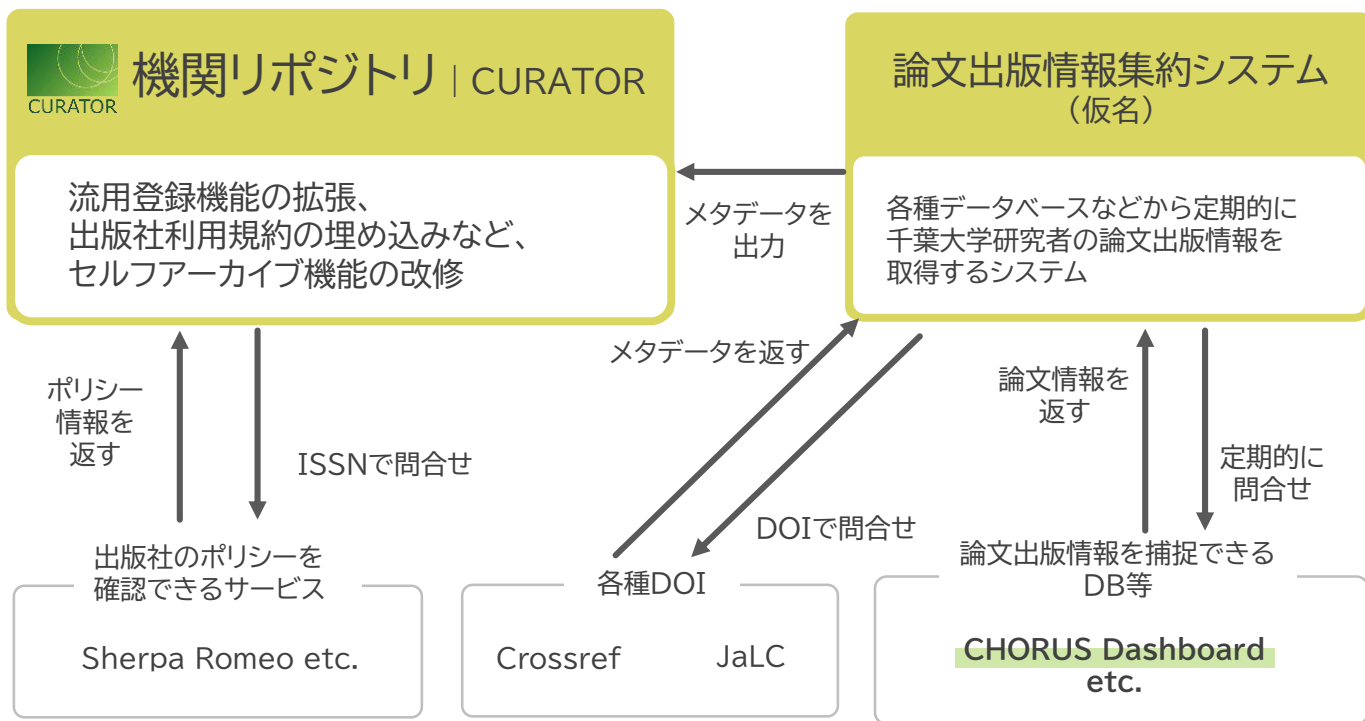 CURATOR
機関リポジトリ | CURATOR
流用登録機能の拡張、
出版社利用規約の埋め込みなど、
セルフアーカイブ機能の改修
論文出版情報集約システム
（仮名）
各種データベースなどから定期的に
千葉大学研究者の論文出版情報を
取得するシステム
メタデータを
出力
ポリシー
情報を
返す
ISSNで問合せ
メタデータを返す
DOIで問合せ
論文情報を
返す
定期的に
問合せ
出版社のポリシーを
確認できるサービス
Sherpa Romeo etc.
各種DOI
Crossref
JaLC
論文出版情報を捕捉できる
DB等
CHORUS Dashboard
etc.